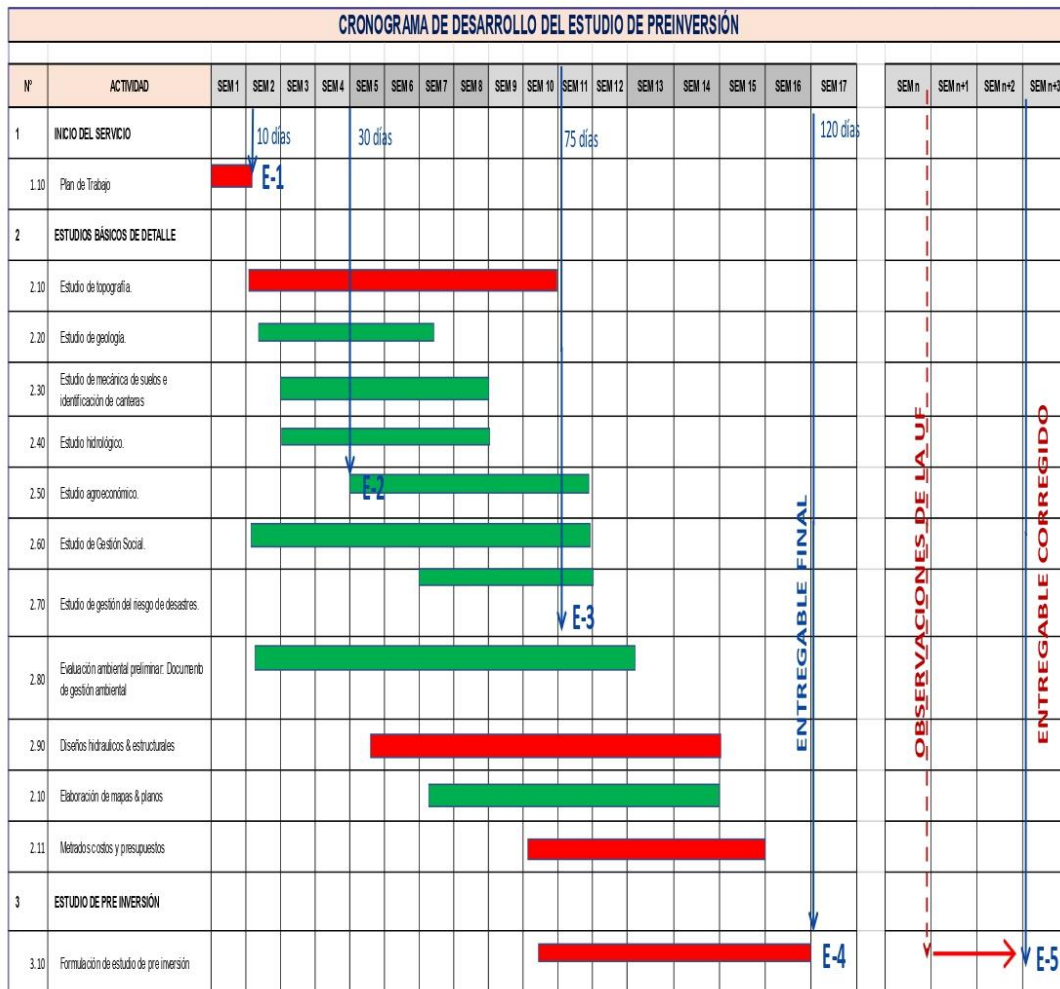 CRONOGRAMA DE DESARROLLO DEL ESTUDIO DE PREINVERSIÓN
N° ACTIVIDAD SEM 1 SEM 2 SEM 3 SEM 4 SEM 5 SEM 6 SEM 7 SEM 8 SEM 9 SEM 10 SEM 11 SEM 12 SEM 13 SEM 14 SEM 15 SEM 16 SEM 17 SEM n SEM n+1 SEM n+2 SEM n+3
1 INICIO DEL SERVICIO 10 días 30 días 75 días 120 días
1.10 Plan de Trabajo E-1
2 ESTUDIOS BÁSICOS DE DETALLE
2.10 Estudio de topografía.
2.20 Estudio de geología.
2.30 Estudio de mecánica de suelos e
identificación de canteras
2.40 Estudio hidrológico.
2.50 Estudio agroeconómico. E-2
2.60 Estudio de Gestión Social.
2.70 Estudio de gestión del riesgo de desastres. E-3
2.80 Evaluación ambiental preliminar: Documento
de gestión ambiental
2.90 Diseños hidraulicos & estructurales
2.10 Elaboración de mapas & planos
2.11 Metrados costos y presupuestos
3 ESTUDIO DE PRE INVERSIÓN
3.10 Formulación de estudio de pre inversión E-4 E-5
ENTREGABLE FINAL
OBSERVACIONES DE LA UF
ENTREGABLE CORREGIDO